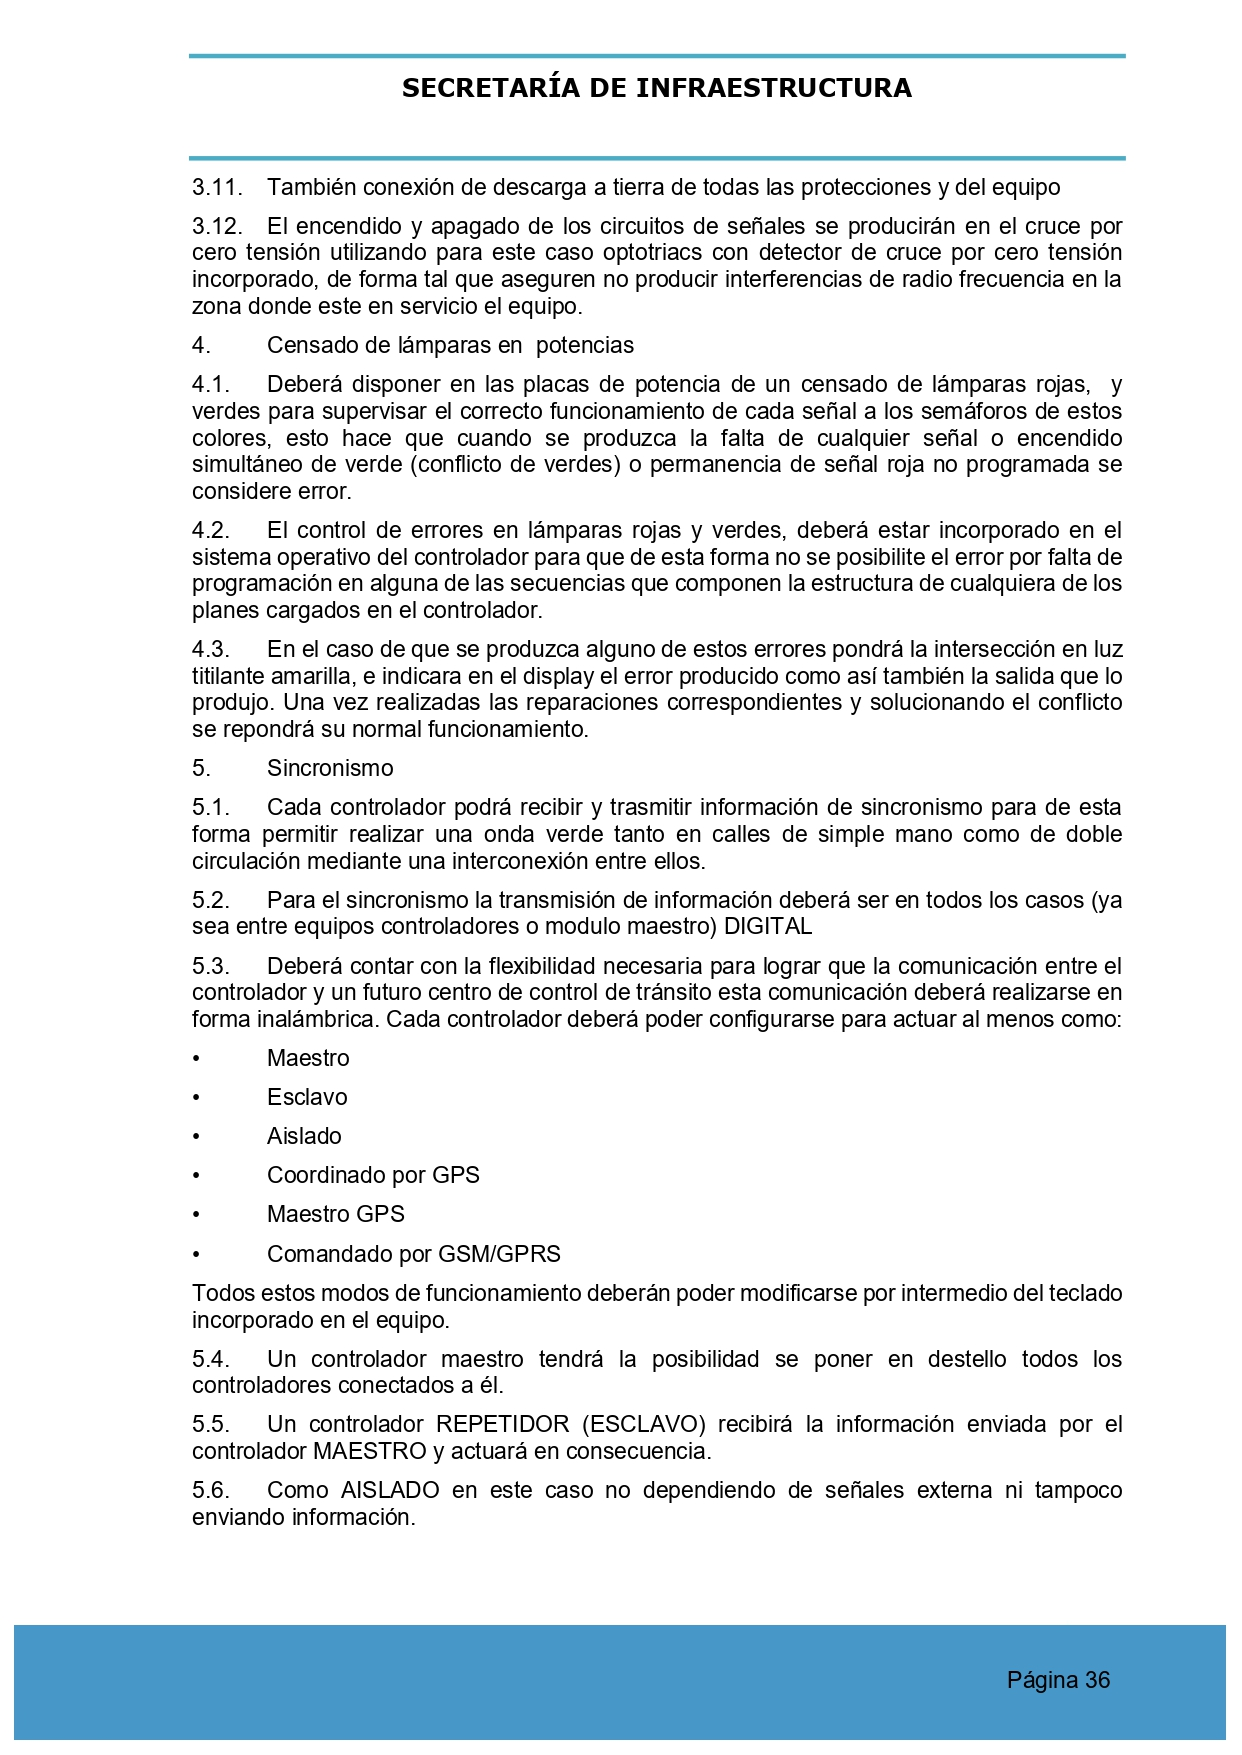 SECRETARÍA DE INFRAESTRUCTURA
3.11. También conexión de descarga a tierra de todas las protecciones y del equipo
3.12. El encendido y apagado de los circuitos de señales se producirán en el cruce por
cero tensión utilizando para este caso optotriacs con detector de cruce por cero tensión
incorporado, de forma tal que aseguren no producir interferencias de radio frecuencia en la
zona donde este en servicio el equipo.
4. Censado de lámparas en  potencias
4.1. Deberá disponer en las placas de potencia de un censado de lámparas rojas,  y
verdes para supervisar el correcto funcionamiento de cada señal a los semáforos de estos
colores, esto hace que cuando se produzca la falta de cualquier señal o encendido
simultáneo de verde (conflicto de verdes) o permanencia de señal roja no programada se
considere error.
4.2. El control de errores en lámparas rojas y verdes, deberá estar incorporado en el
sistema operativo del controlador para que de esta forma no se posibilite el error por falta de
programación en alguna de las secuencias que componen la estructura de cualquiera de los
planes cargados en el controlador.
4.3. En el caso de que se produzca alguno de estos errores pondrá la intersección en luz
titilante amarilla, e indicara en el display el error producido como así también la salida que lo
produjo. Una vez realizadas las reparaciones correspondientes y solucionando el conflicto
se repondrá su normal funcionamiento.
5. Sincronismo
5.1. Cada controlador podrá recibir y trasmitir información de sincronismo para de esta
forma permitir realizar una onda verde tanto en calles de simple mano como de doble
circulación mediante una interconexión entre ellos.
5.2. Para el sincronismo la transmisión de información deberá ser en todos los casos (ya
sea entre equipos controladores o modulo maestro) DIGITAL
5.3. Deberá contar con la flexibilidad necesaria para lograr que la comunicación entre el
controlador y un futuro centro de control de tránsito esta comunicación deberá realizarse en
forma inalámbrica. Cada controlador deberá poder configurarse para actuar al menos como:
• Maestro
• Esclavo
• Aislado
• Coordinado por GPS
• Maestro GPS
• Comandado por GSM/GPRS
Todos estos modos de funcionamiento deberán poder modificarse por intermedio del teclado
incorporado en el equipo.
5.4. Un controlador maestro tendrá la posibilidad se poner en destello todos los
controladores conectados a él.
5.5. Un controlador REPETIDOR (ESCLAVO) recibirá la información enviada por el
controlador MAESTRO y actuará en consecuencia.
5.6. Como AISLADO en este caso no dependiendo de señales externa ni tampoco
enviando información.
Página 36